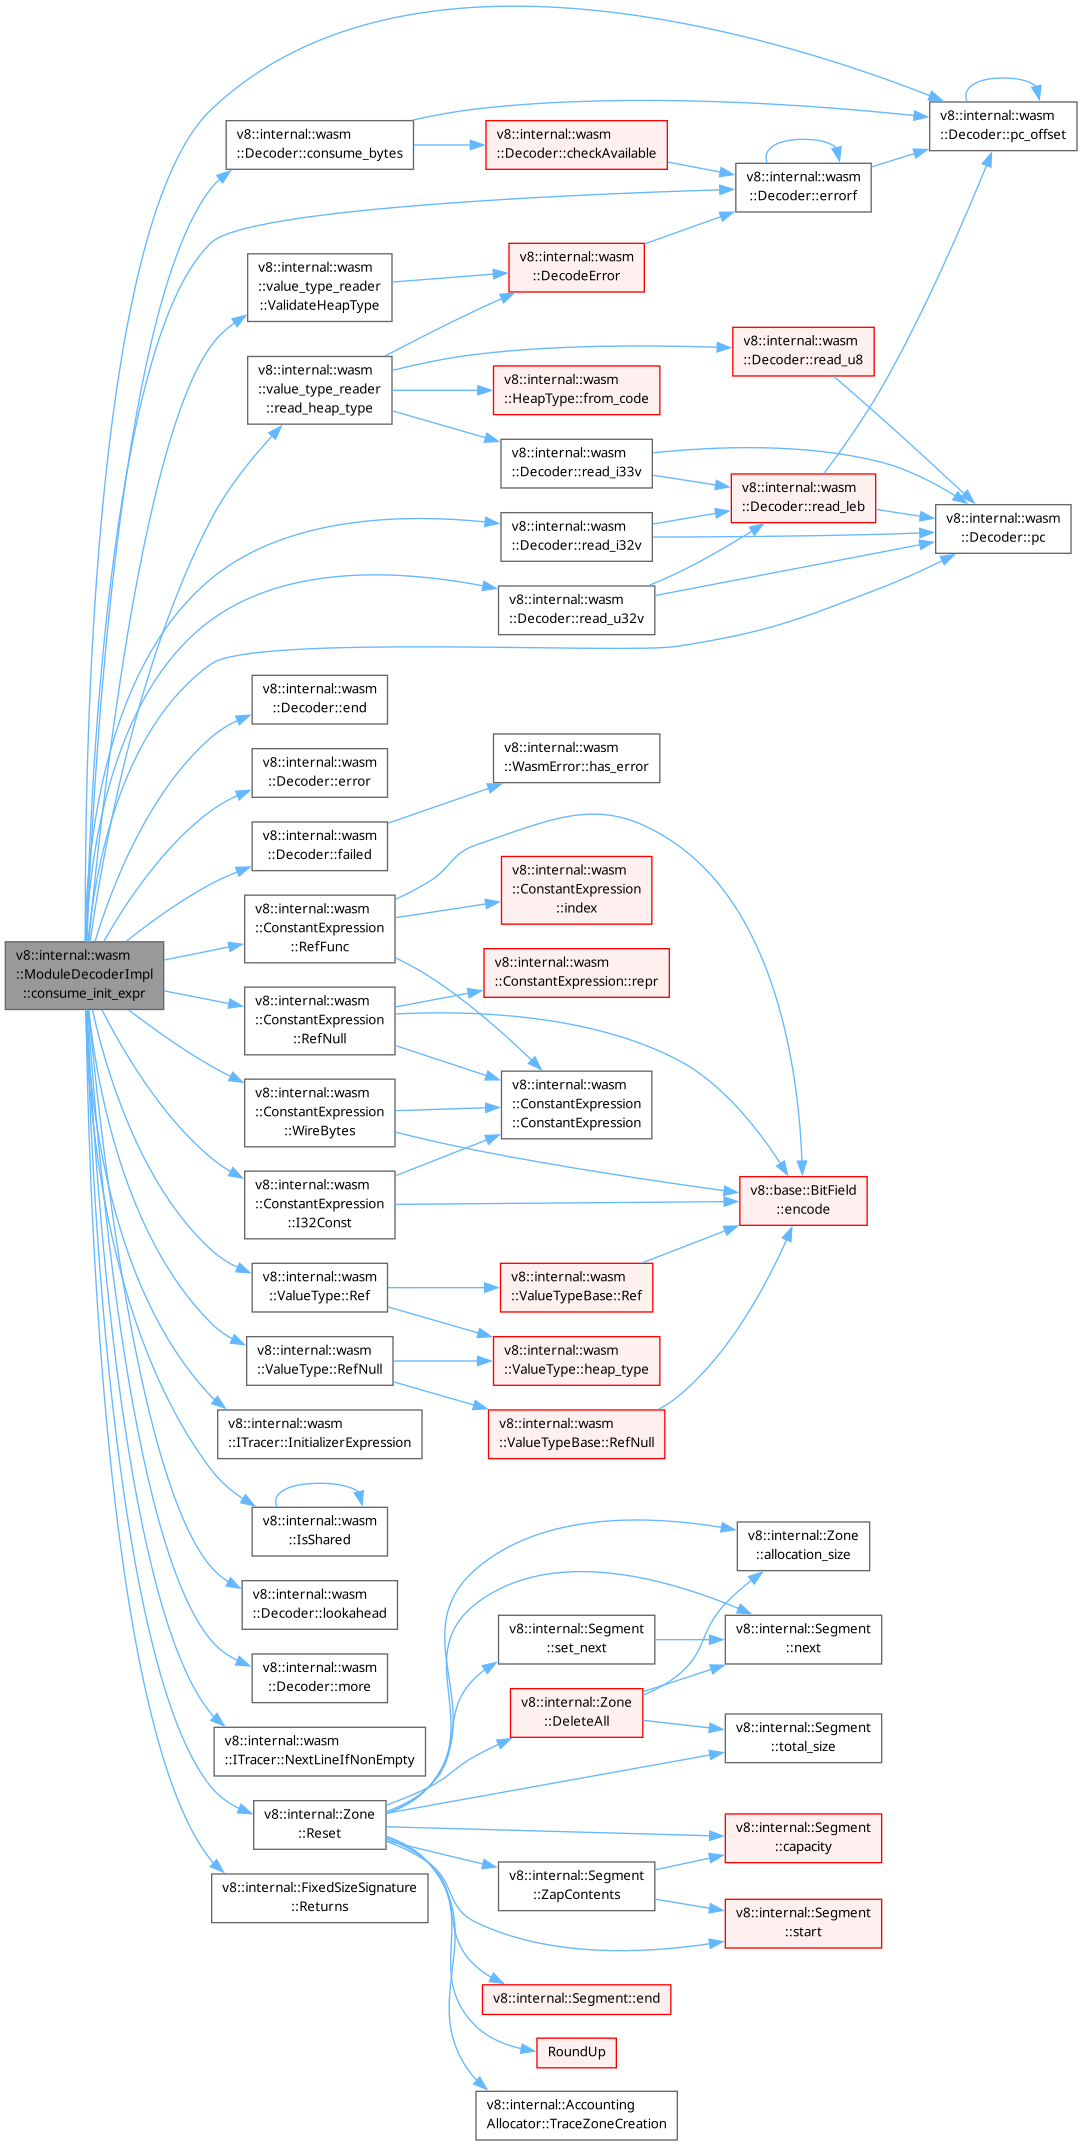 v8::internal::wasm
::ModuleDecoderImpl
::consume_init_expr
v8::internal::wasm
::Decoder::consume_bytes
v8::internal::wasm
::Decoder::checkAvailable
v8::internal::wasm
::Decoder::errorf
v8::internal::wasm
::Decoder::pc_offset
v8::internal::wasm
::value_type_reader
::ValidateHeapType
v8::internal::wasm
::DecodeError
v8::internal::wasm
::value_type_reader
::read_heap_type
v8::internal::wasm
::Decoder::read_u8
v8::internal::wasm
::HeapType::from_code
v8::internal::wasm
::Decoder::read_i33v
v8::internal::wasm
::Decoder::read_leb
v8::internal::wasm
::Decoder::pc
v8::internal::wasm
::Decoder::read_i32v
v8::internal::wasm
::Decoder::read_u32v
v8::internal::wasm
::Decoder::end
v8::internal::wasm
::Decoder::error
v8::internal::wasm
::Decoder::failed
v8::internal::wasm
::WasmError::has_error
v8::internal::wasm
::ConstantExpression
::RefFunc
v8::internal::wasm
::ConstantExpression
::index
v8::internal::wasm
::ConstantExpression
::RefNull
v8::internal::wasm
::ConstantExpression::repr
v8::internal::wasm
::ConstantExpression
::ConstantExpression
v8::internal::wasm
::ConstantExpression
::WireBytes
v8::internal::wasm
::ConstantExpression
::I32Const
v8::base::BitField
::encode
v8::internal::wasm
::ValueType::Ref
v8::internal::wasm
::ValueTypeBase::Ref
v8::internal::wasm
::ValueType::RefNull
v8::internal::wasm
::ValueType::heap_type
v8::internal::wasm
::ValueTypeBase::RefNull
v8::internal::wasm
::ITracer::InitializerExpression
v8::internal::wasm
::IsShared
v8::internal::wasm
::Decoder::lookahead
v8::internal::wasm
::Decoder::more
v8::internal::wasm
::ITracer::NextLineIfNonEmpty
v8::internal::Zone
::Reset
v8::internal::FixedSizeSignature
::Returns
v8::internal::Zone
::allocation_size
v8::internal::Segment
::set_next
v8::internal::Segment
::next
v8::internal::Zone
::DeleteAll
v8::internal::Segment
::total_size
v8::internal::Segment
::capacity
v8::internal::Segment
::ZapContents
v8::internal::Segment
::start
v8::internal::Segment::end
RoundUp
v8::internal::Accounting
Allocator::TraceZoneCreation